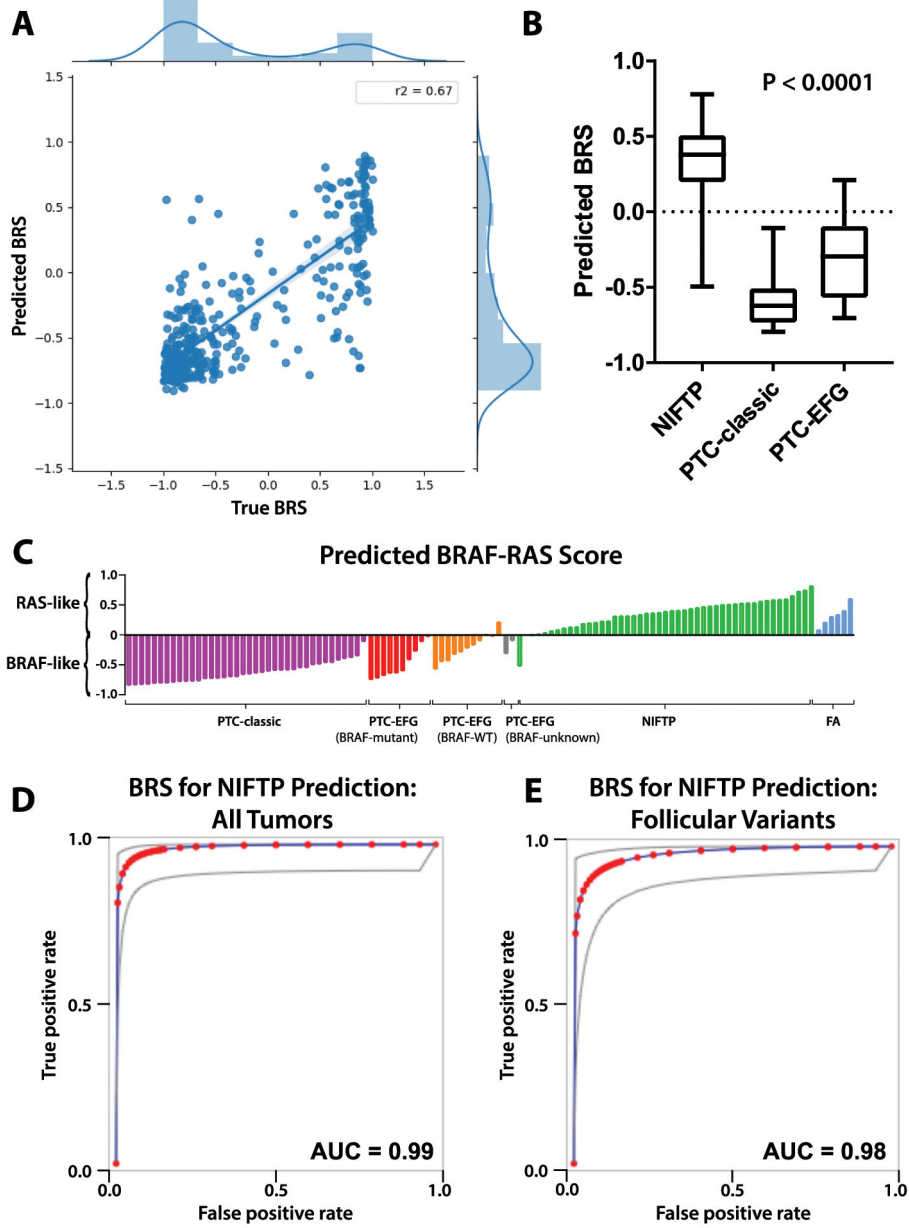 A
r2 = 0.67
1.5
1.0
0.5
0.0
−0.5
−1.0
−1.5
Predicted BRS
−1.5
−1.0
−0.5
0.0
0.5
1.0
1.5
True BRS
B
P < 0.0001
1.0
0.5
0.0
-0.5
-1.0
Predicted BRS
NIFTP
PTC-classic
PTC-EFG
C
Predicted BRAF-RAS Score
RAS-like
BRAF-like
1.0
0.5
0
-0.5
-1.0
PTC-classic
PTC-EFG
(BRAF-mutant)
PTC-EFG
(BRAF-WT)
PTC-EFG
(BRAF-unknown)
NIFTP
FA
D
BRS for NIFTP Prediction:
All Tumors
1.0
0.5
0.0
True positive rate
AUC = 0.99
0.0
0.5
1.0
False positive rate
E
BRS for NIFTP Prediction:
Follicular Variants
1.0
0.5
0.0
True positive rate
AUC = 0.98
0.0
0.5
1.0
False positive rate